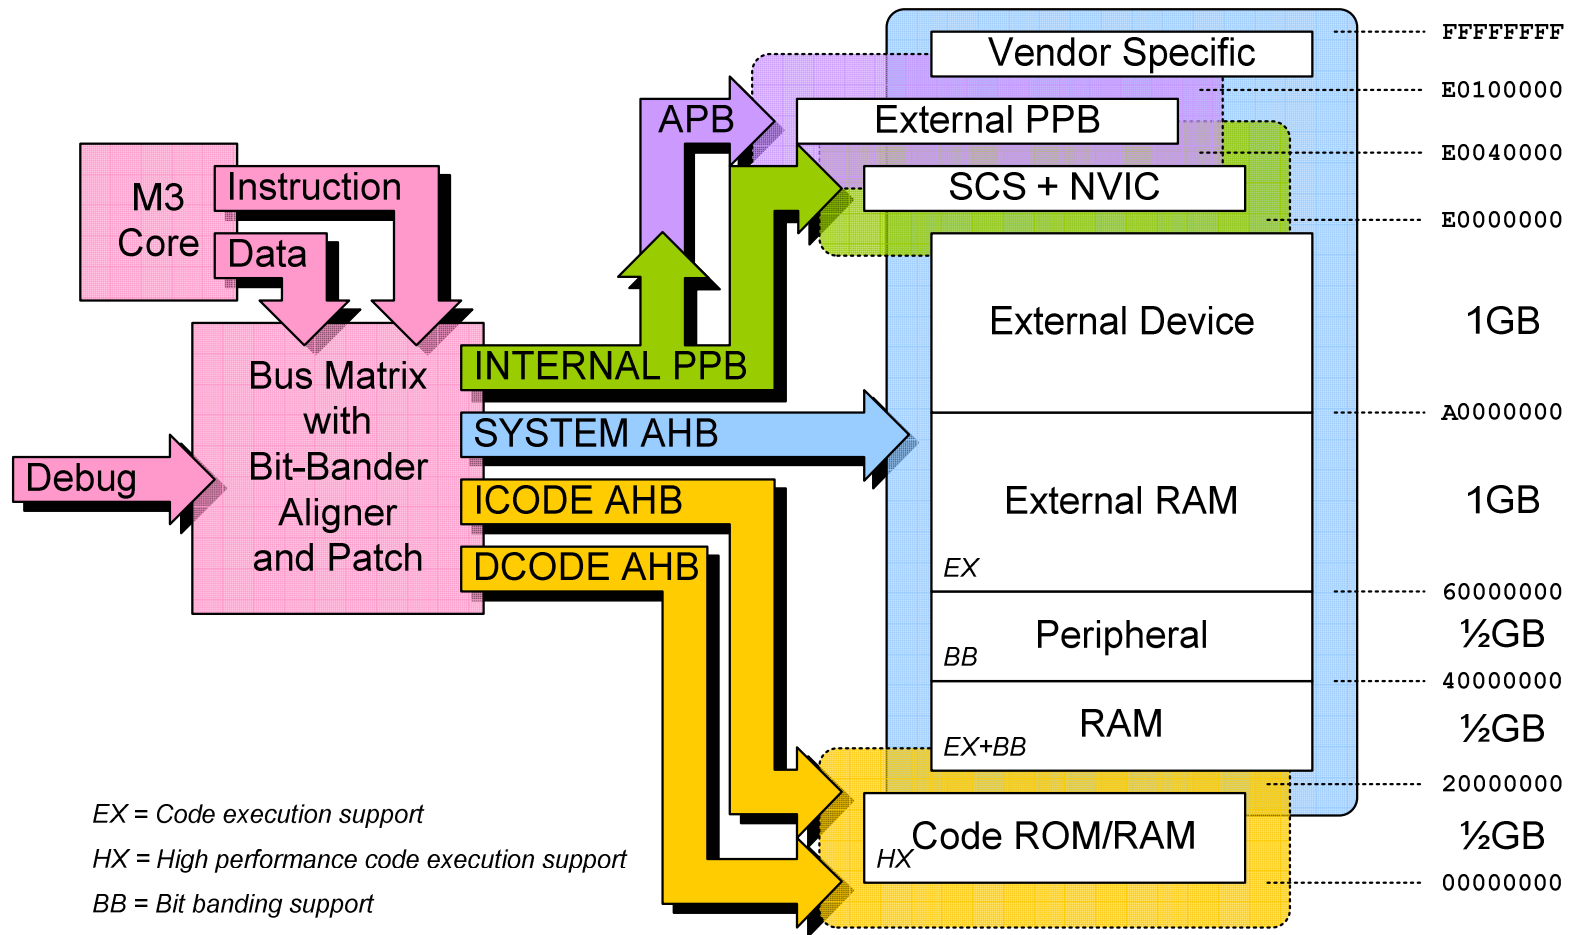 Vendor Specific
FFFFFFFF
E0100000
APB
External PPB
E0040000
M3
Core
Instruction
SCS + NVIC
E0000000
Data
External Device
1GB
INTERNAL PPB
Bus Matrix
with
Bit-Bander
Aligner
and Patch
A0000000
SYSTEM AHB
Debug
ICODE AHB
External RAM
1GB
EX
DCODE AHB
60000000
Peripheral
½GB
BB
40000000
RAM
½GB
EX+BB
20000000
Code ROM/RAM
HX
½GB
00000000
EX = Code execution support
HX = High performance code execution support
BB = Bit banding support